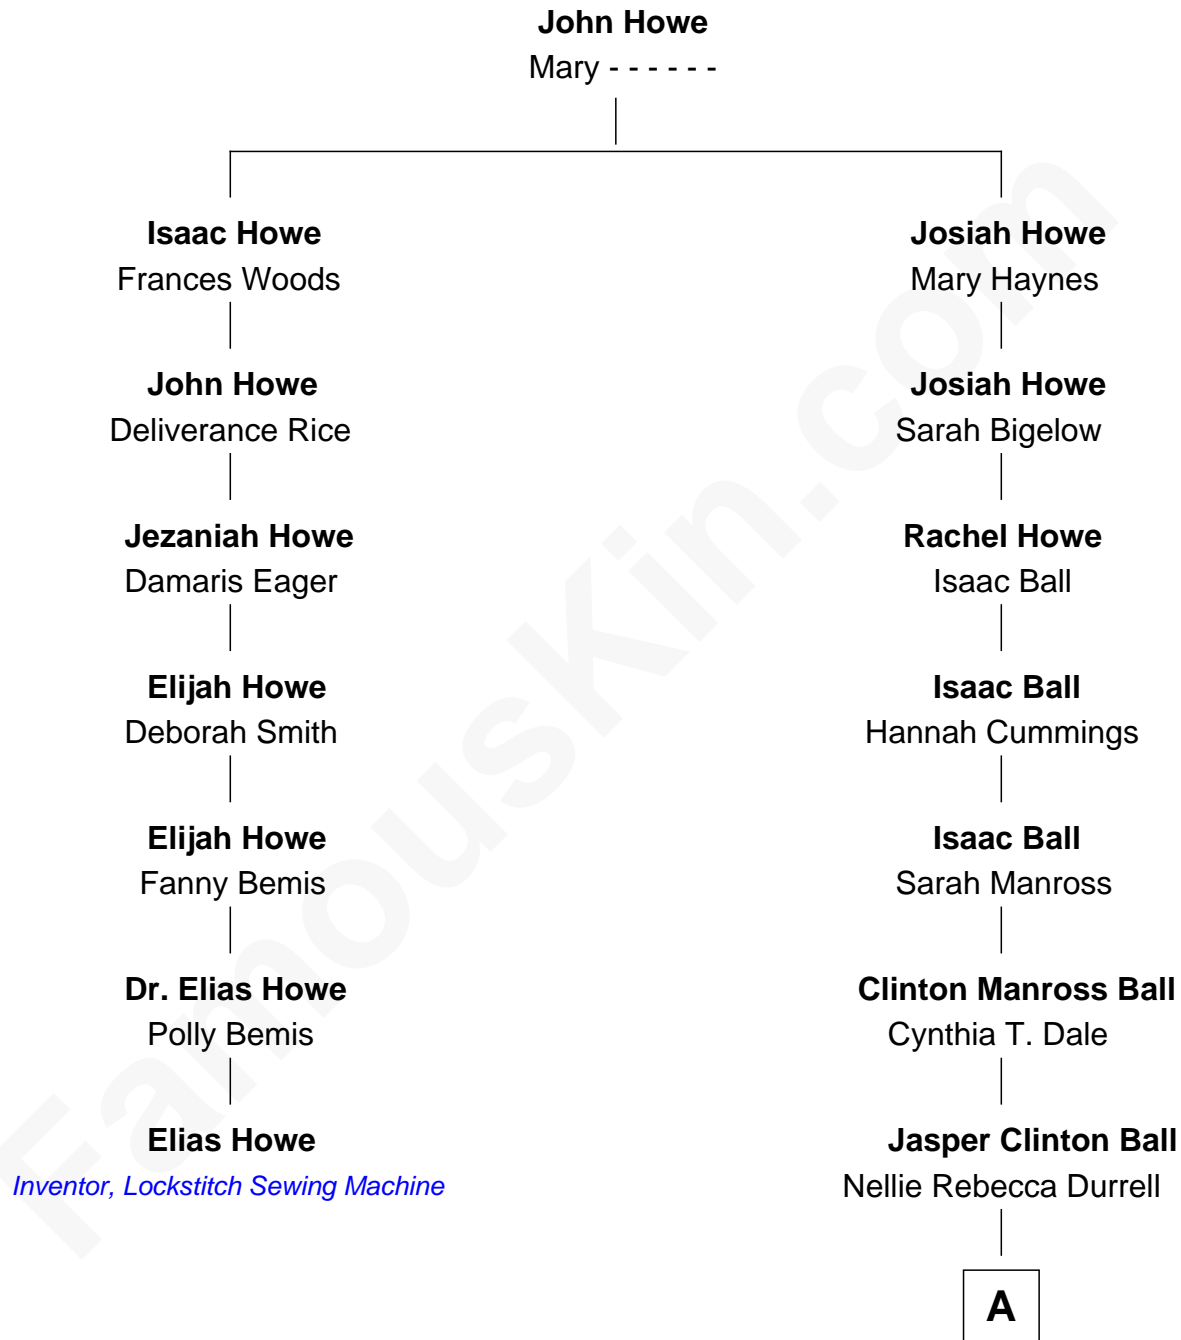 John Howe
Mary - - - - - -
Isaac Howe
Frances Woods
John Howe
Deliverance Rice
Jezaniah Howe
Damaris Eager
Elijah Howe
Deborah Smith
Elijah Howe
Fanny Bemis
Dr. Elias Howe
Polly Bemis
Elias Howe
Inventor, Lockstitch Sewing Machine
Josiah Howe
Mary Haynes
Josiah Howe
Sarah Bigelow
Rachel Howe
Isaac Ball
Isaac Ball
Hannah Cummings
Isaac Ball
Sarah Manross
Clinton Manross Ball
Cynthia T. Dale
Jasper Clinton Ball
Nellie Rebecca Durrell
A
FamousKin.com